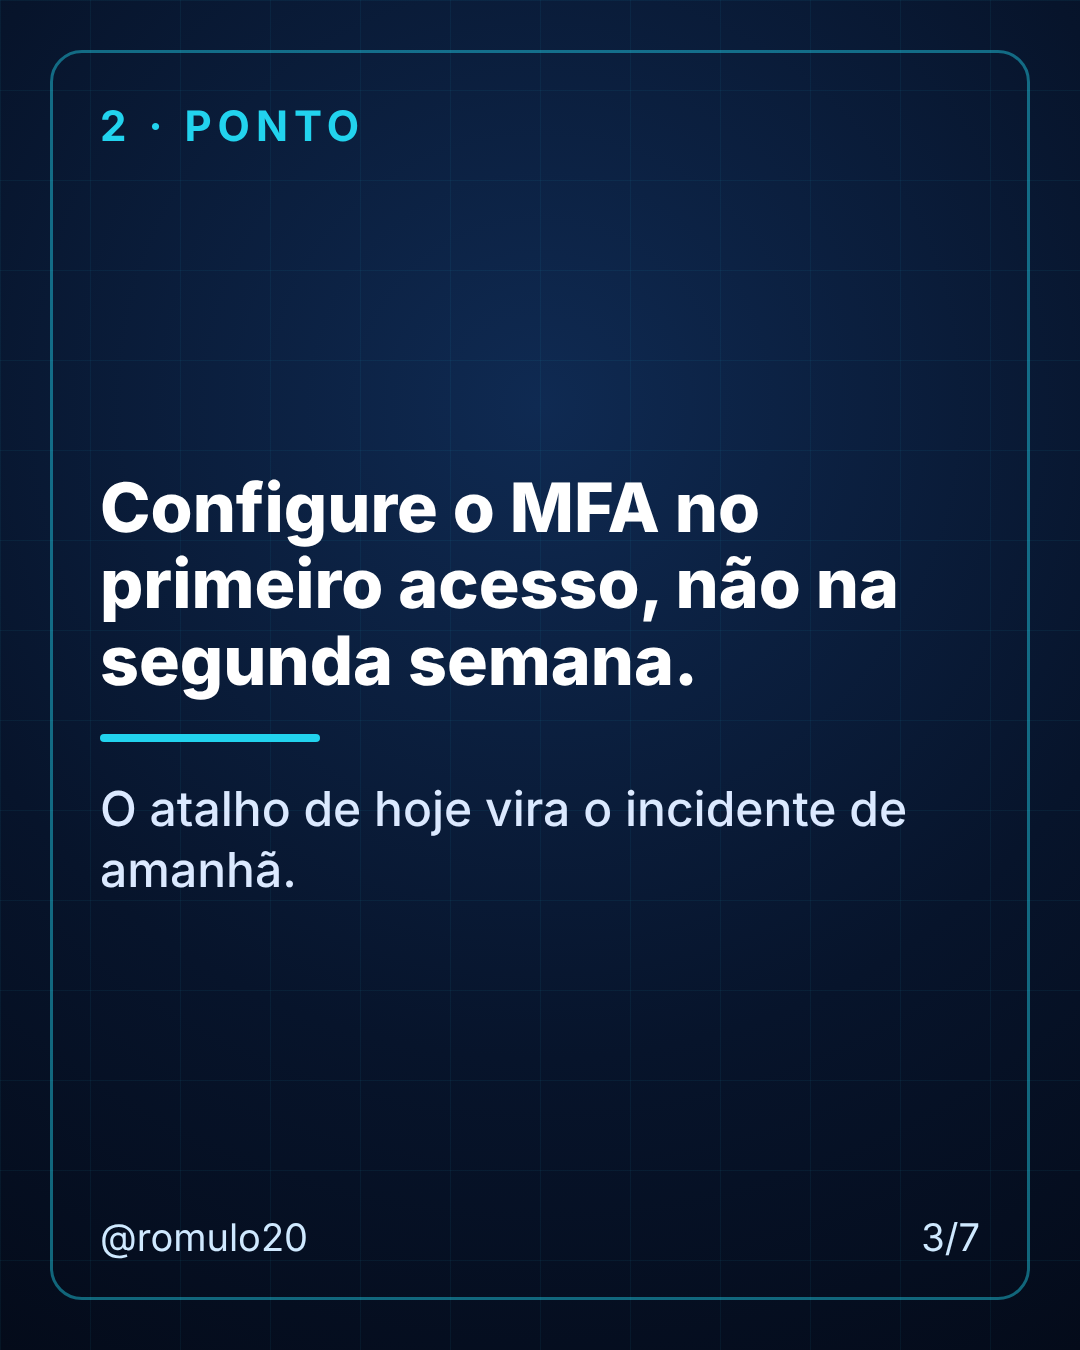 2 · PONTO
Configure o MFA no
primeiro acesso, não na
segunda semana.
O atalho de hoje vira o incidente de
amanhã.
@romulo20
3/7